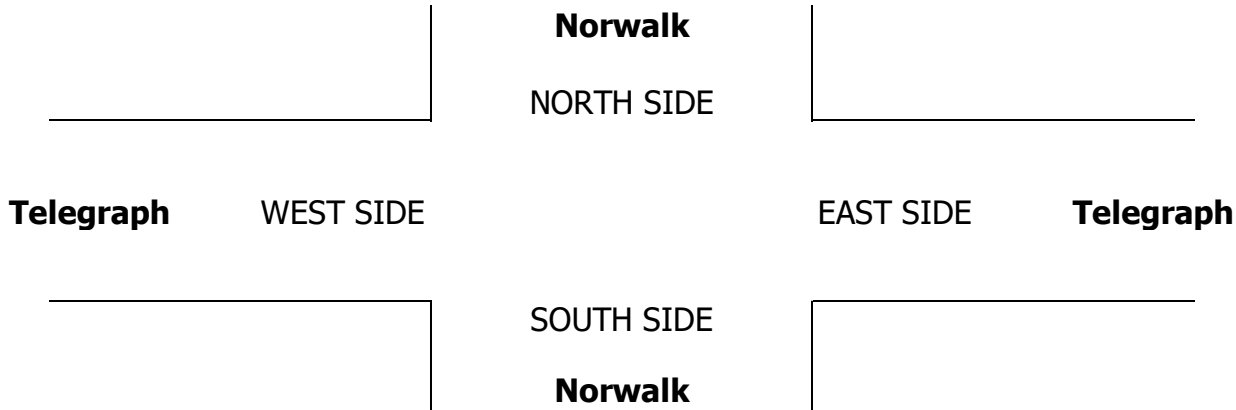 Norwalk
NORTH SIDE
Telegraph WEST SIDE EAST SIDE Telegraph
SOUTH SIDE
Norwalk